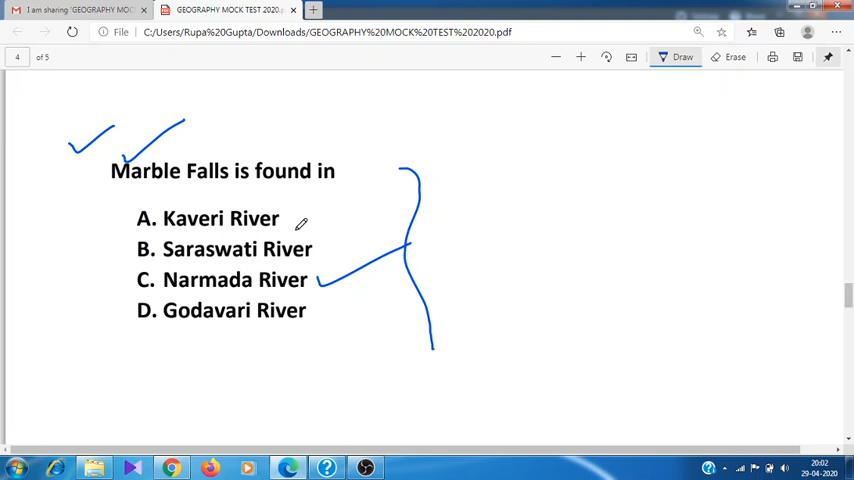 I am sharing 'GEOGRAPHY MOC
GEOGRAPHY MOCK TEST 2020.p
File
C:/Users/Rupa%20Gupta/Downloads/GEOGRAPHY%20MOCK%20TEST%202020.pdf
4 of 5
Draw
Erase
Marble Falls is found in
A. Kaveri River
B. Saraswati River
C. Narmada River
D. Godavari River
20:02
29-04-2020